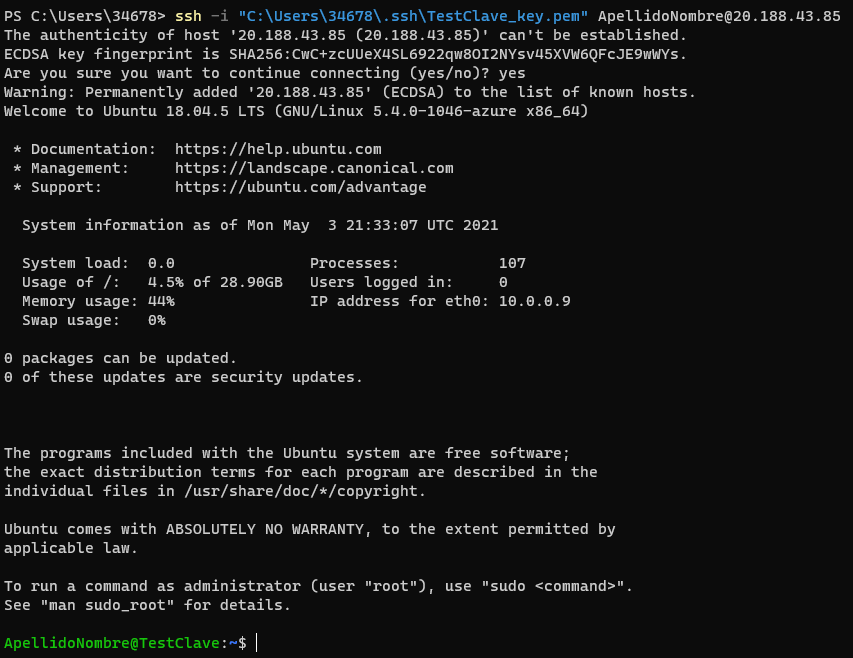 PS C:\Users\34678> ssh -i "C:\Users\34678\.ssh\TestClave_key.pem" ApellidoNombre@20.188.43.85
The authenticity of host '20.188.43.85 (20.188.43.85)' can't be established.
ECDSA key fingerprint is SHA256:CwC+zcUUeX4SL6922qw8OI2NYsv45XVW6QFcJE9wWYs.
Are you sure you want to continue connecting (yes/no)? yes
Warning: Permanently added '20.188.43.85' (ECDSA) to the list of known hosts.
Welcome to Ubuntu 18.04.5 LTS (GNU/Linux 5.4.0-1046-azure x86_64)
* Documentation:  https://help.ubuntu.com
* Management:     https://landscape.canonical.com
* Support:        https://ubuntu.com/advantage
System information as of Mon May  3 21:33:07 UTC 2021
System load:  0.0               Processes:           107
Usage of /:   4.5% of 28.90GB   Users logged in:     0
Memory usage: 44%               IP address for eth0: 10.0.0.9
Swap usage:   0%
0 packages can be updated.
0 of these updates are security updates.
The programs included with the Ubuntu system are free software;
the exact distribution terms for each program are described in the
individual files in /usr/share/doc/*/copyright.
Ubuntu comes with ABSOLUTELY NO WARRANTY, to the extent permitted by
applicable law.
To run a command as administrator (user "root"), use "sudo <command>".
See "man sudo_root" for details.
ApellidoNombre@TestClave:~$